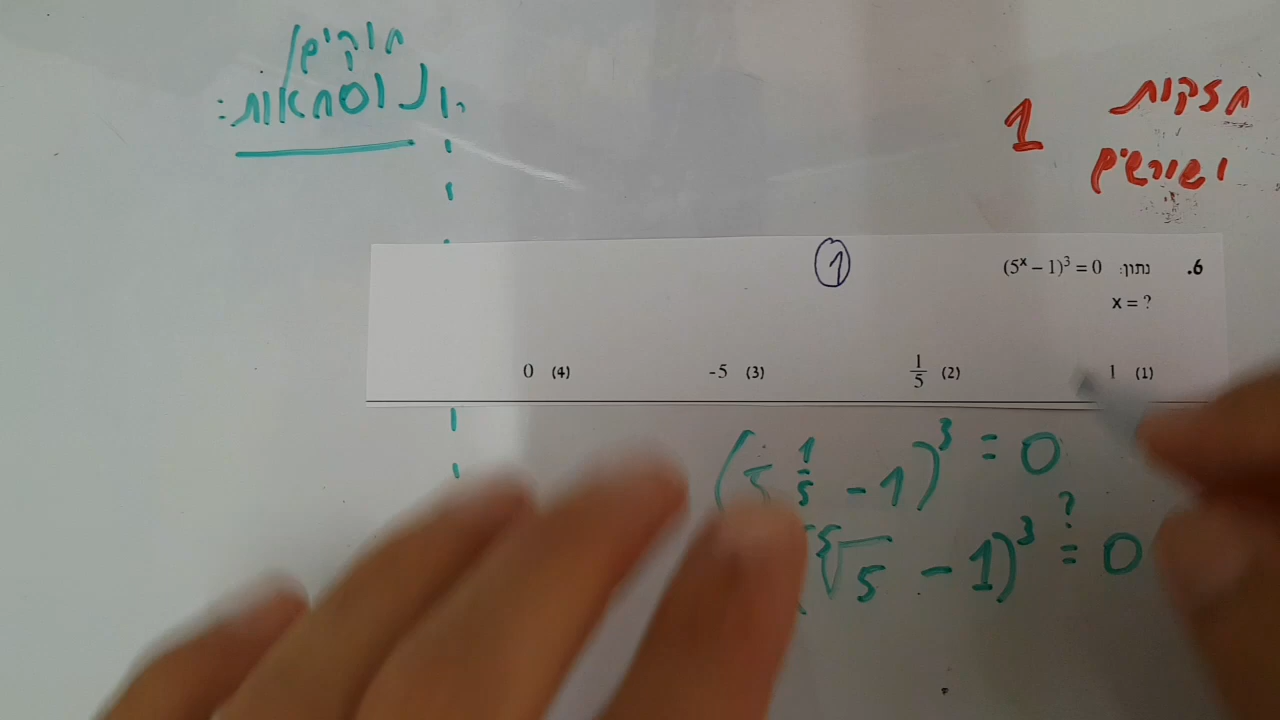 חזקות 1
ושורשים
חוקים/
נוסחאות:
1
6. נתון: (5ˣ – 1)³ = 0
x = ?
(1) 1
(2) 1/5
(3) -5
(4) 0
(5^(1/5) - 1)³ = 0
(⁵√5 - 1)³ ≟ 0